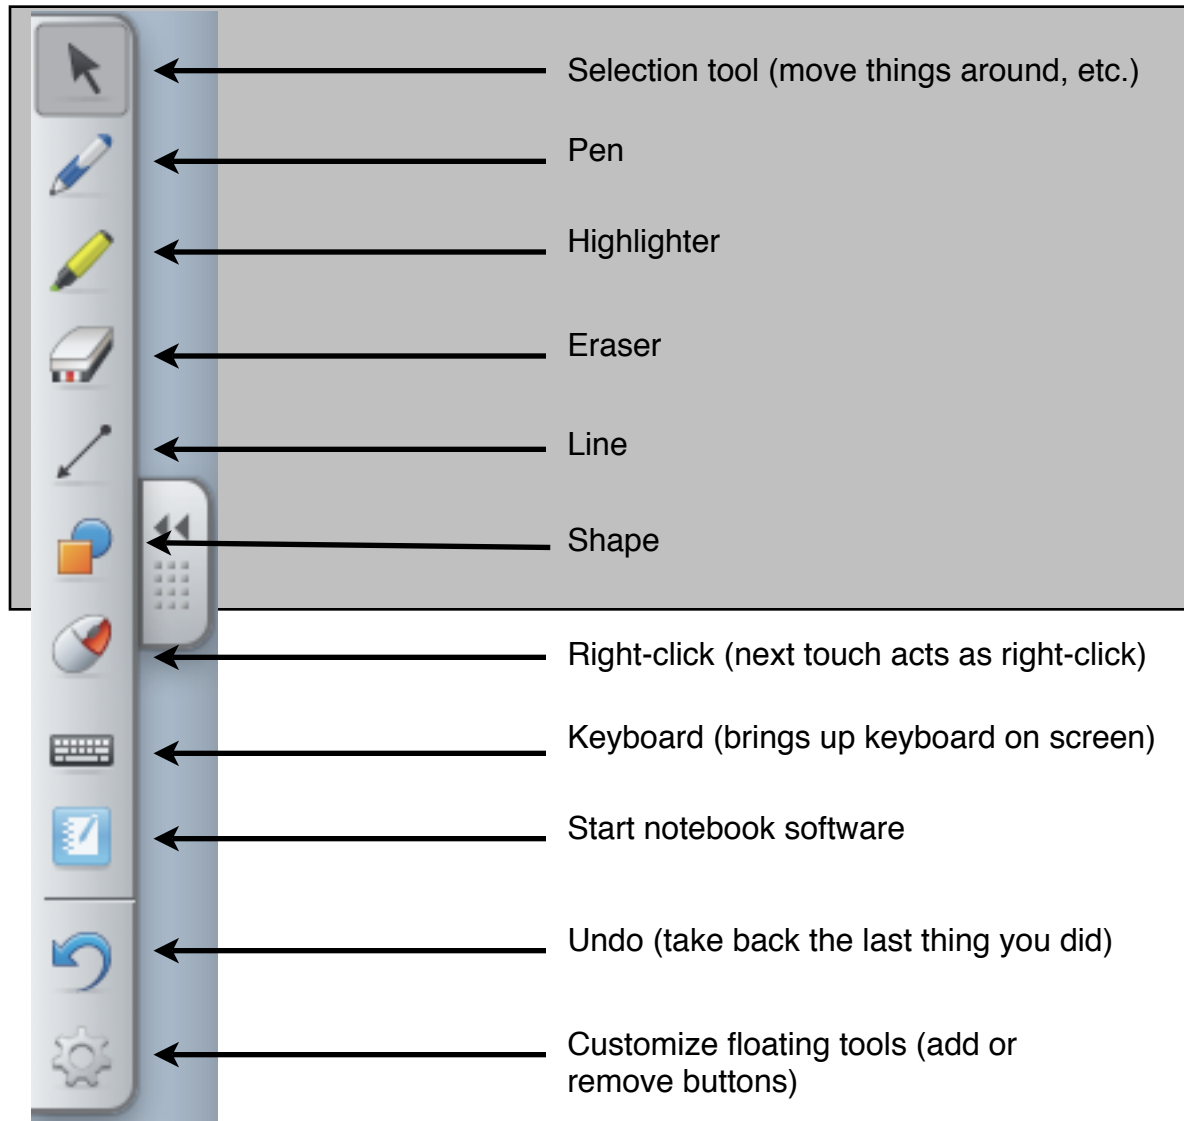 Selection tool (move things around, etc.)
Pen
Highlighter
Eraser
Line
Shape
Right-click (next touch acts as right-click)
Keyboard (brings up keyboard on screen)
Start notebook software
Undo (take back the last thing you did)
Customize floating tools (add or
remove buttons)